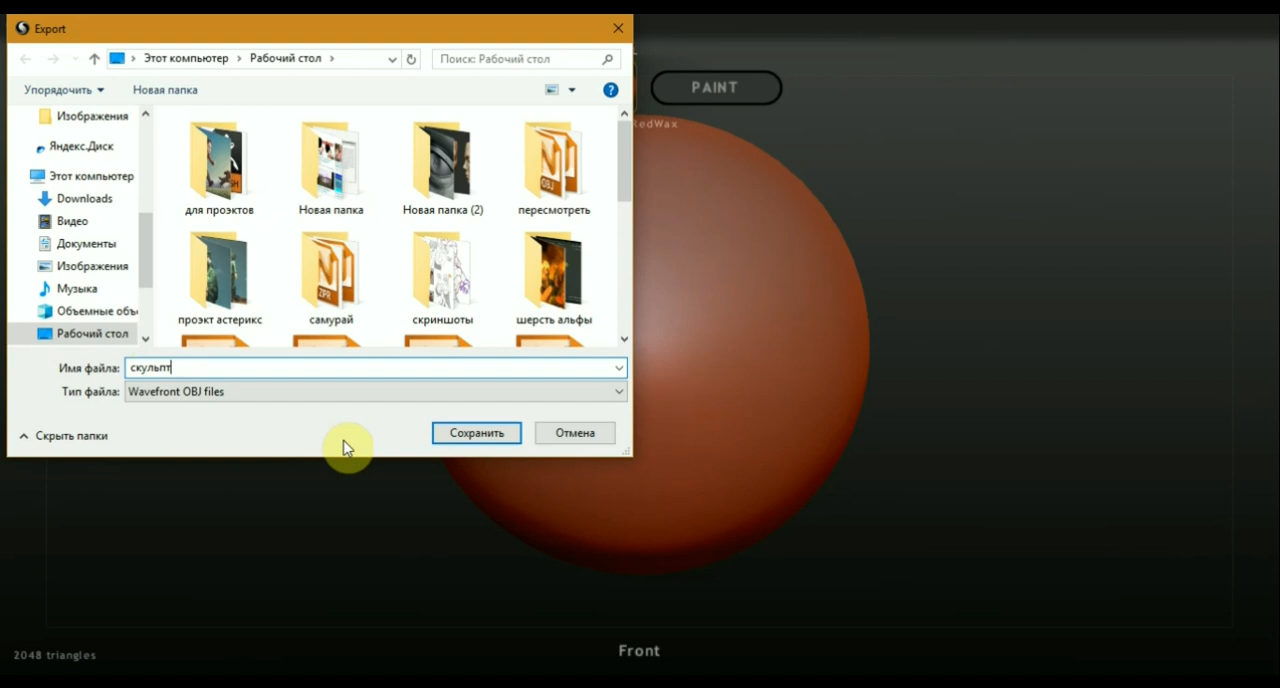 Export
Этот компьютер › Рабочий стол ›
Поиск: Рабочий стол
PAINT
Упорядочить
Новая папка
RedWax
Изображения
Яндекс.Диск
Этот компьютер
Downloads
Видео
Документы
Изображения
Музыка
Объемные объ
Рабочий стол
для проэктов
Новая папка
Новая папка (2)
пересмотреть
проэкт астерикс
самурай
скриншоты
шерсть альфы
Имя файла: скульпт
Тип файла: Wavefront OBJ files
Скрыть папки
Сохранить
Отмена
2048 triangles
Front